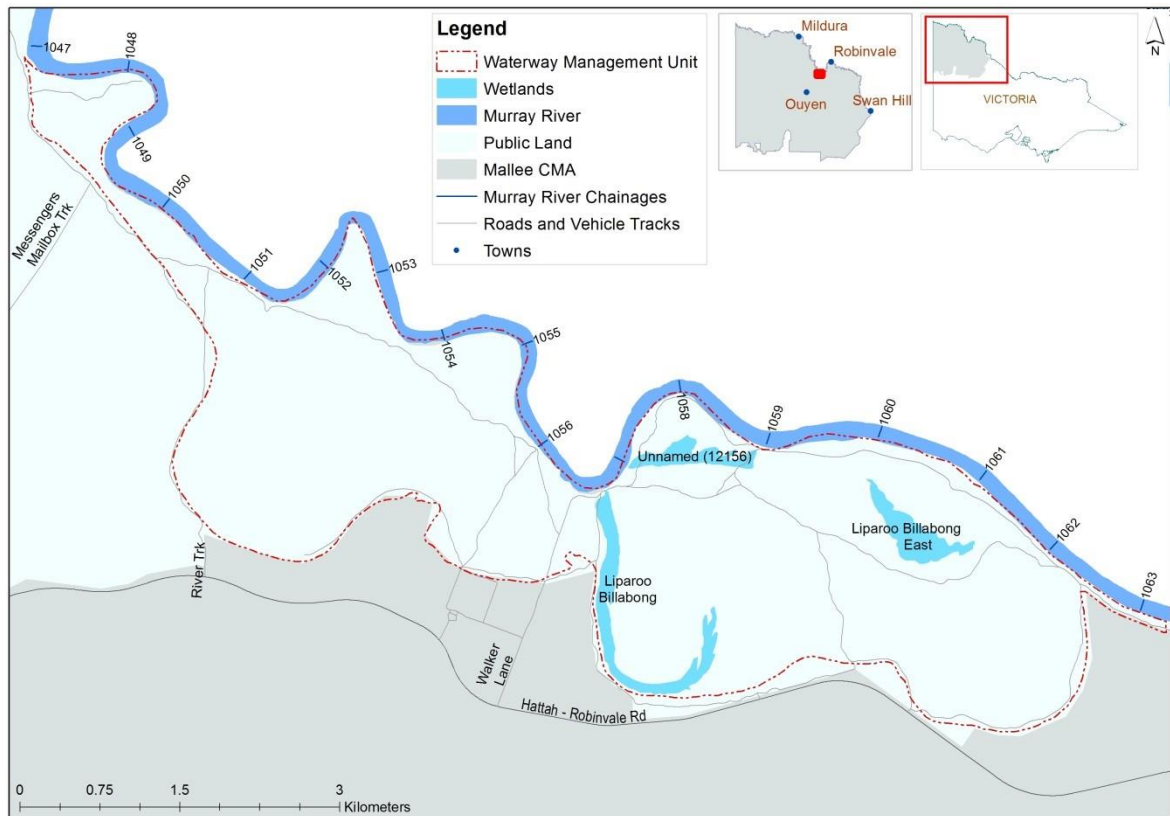 Legend
Waterway Management Unit
Wetlands
Murray River
Public Land
Mallee CMA
Murray River Chainages
Roads and Vehicle Tracks
Towns
Mildura
Robinvale
Ouyen
Swan Hill
VICTORIA
N
1047
1048
1049
1050
1051
1052
1053
1054
1055
1056
1058
1059
1060
1061
1062
1063
Messengers
Mailbox Trk
Unnamed (12156)
Liparoo Billabong
East
Liparoo
Billabong
River Trk
Walker
Lane
Hattah - Robinvale Rd
0 0.75 1.5 3
Kilometers